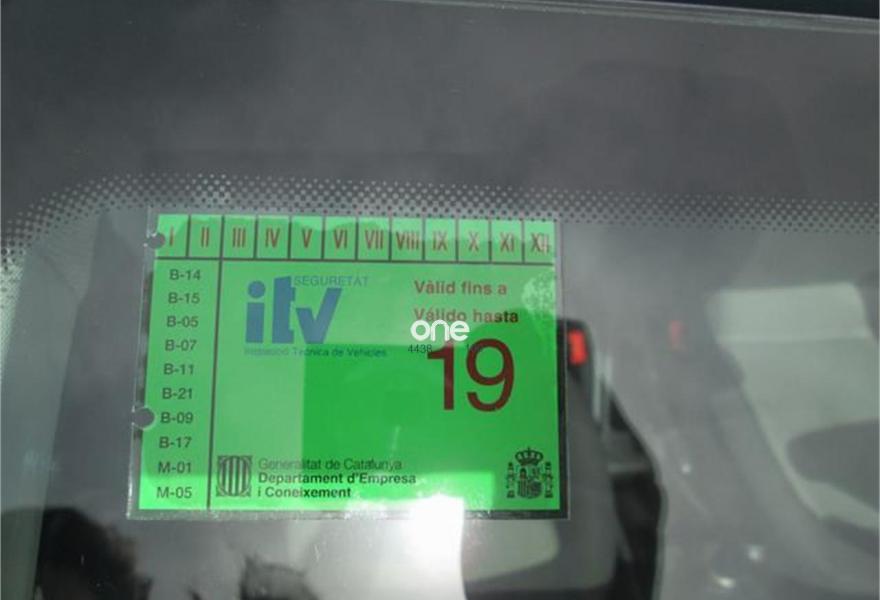 I II III IV V VI VII VIII IX X XI XII
B-14
B-15
B-05
B-07
B-11
B-21
B-09
B-17
M-01
M-05
SEGURETAT
itv
Inspecció Tècnica de Vehicles
Vàlid fins a
Válido hasta
one
19
Generalitat de Catalunya
Departament d'Empresa
i Coneixement